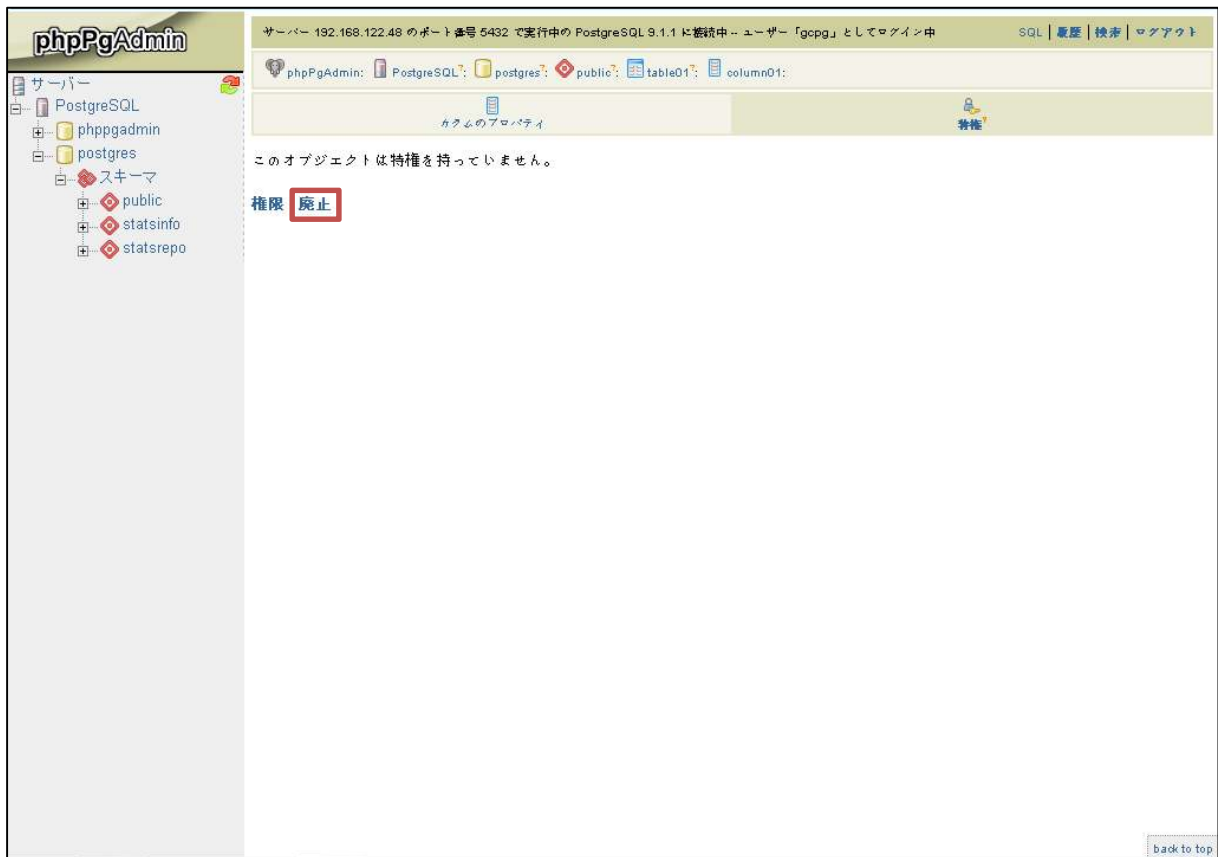 phpPgAdmin
サーバー 192.168.122.48 のポート番号 5432 で実行中の PostgreSQL 9.1.1 に接続中 -- ユーザー「gcpg」としてログイン中
SQL | 履歴 | 検索 | ログアウト
phpPgAdmin: PostgreSQL?: postgres?: public?: table01?: column01:
カラムのプロパティ
特権?
サーバー
PostgreSQL
phppgadmin
postgres
スキーマ
public
statsinfo
statsrepo
このオブジェクトは特権を持っていません。
権限 廃止
back to top